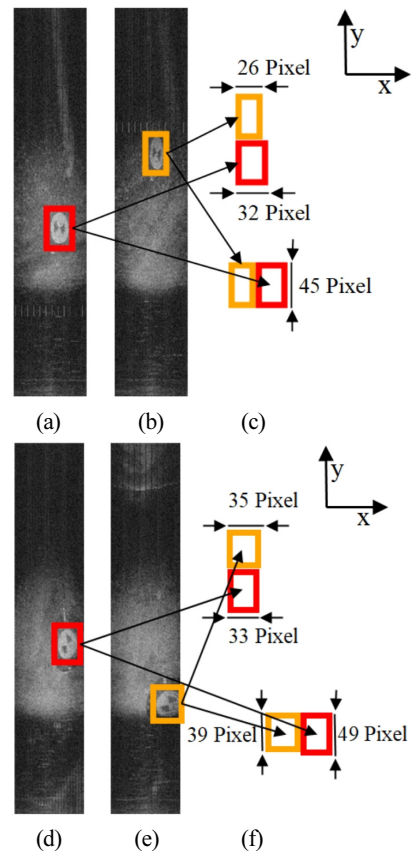 y
26 Pixel
x
32 Pixel
45 Pixel
(a) (b) (c)
y
35 Pixel
x
33 Pixel
39 Pixel 49 Pixel
(d) (e) (f)